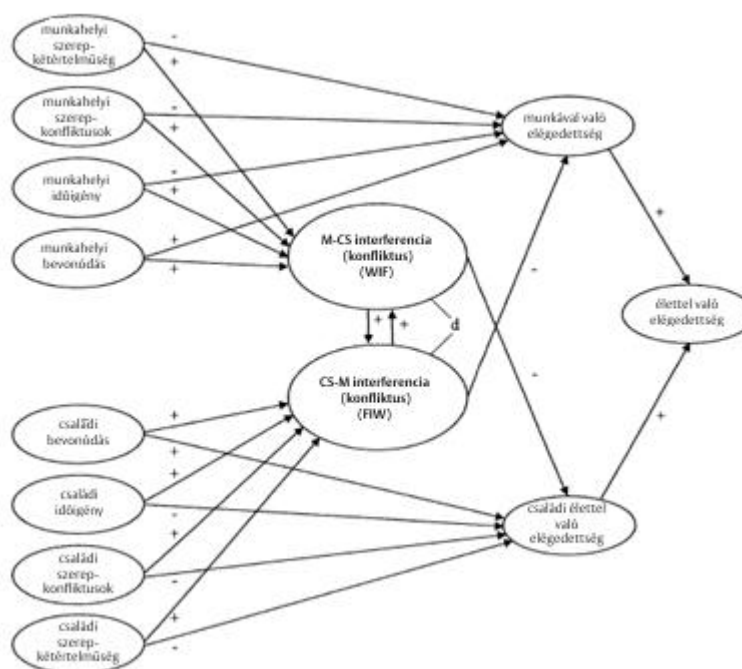 munkahelyi
szerep-
kétértelműség
munkahelyi
szerep-
konfliktusok
munkahelyi
időigény
munkahelyi
bevonódás
- 
+
-
+
-
+
+
+
munkával való
elégedettség
M-CS interferencia
(konfliktus)
(WIF)
+
+
d
CS-M interferencia
(konfliktus)
(FIW)
-
-
+
+
élettel való
elégedettség
családi
bevonódás
családi
időigény
családi
szerep-
konfliktusok
családi
szerep-
kétértelműség
+
+
+
-
+
-
+
-
családi élettel
való
elégedettség